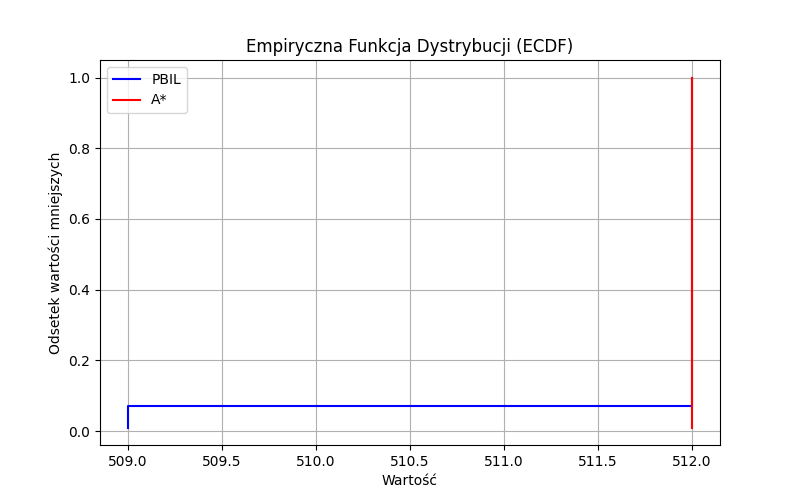 Empiryczna Funkcja Dystrybucji (ECDF)
PBIL
A*
1.0
0.8
0.6
0.4
0.2
0.0
Odsetek wartości mniejszych
509.0 509.5 510.0 510.5 511.0 511.5 512.0
Wartość